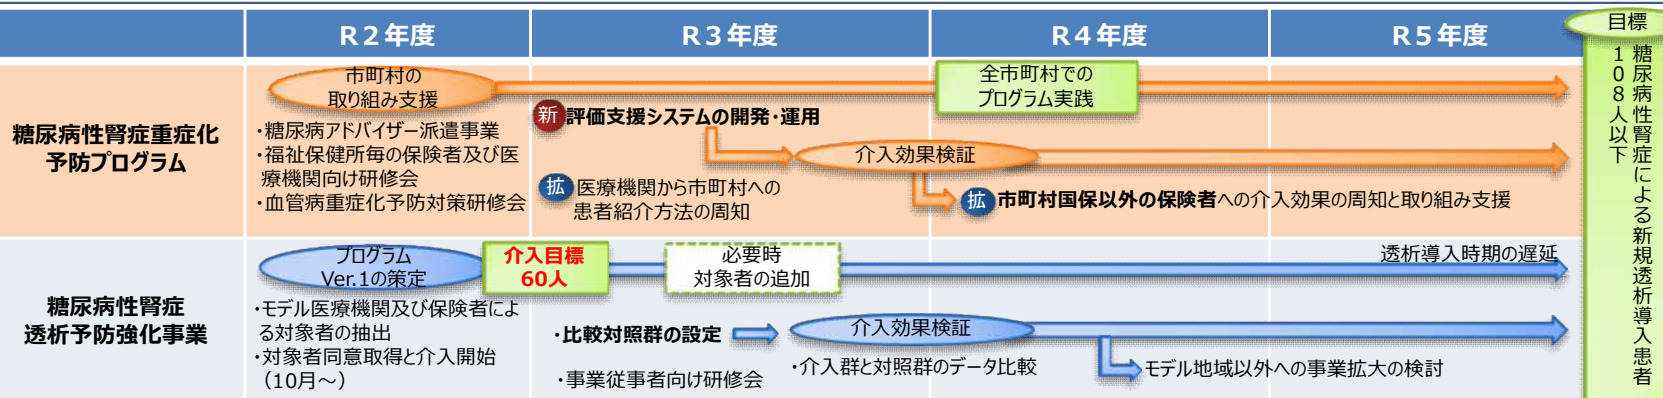 R2年度
R3年度
R4年度
R5年度
目標
糖尿病性腎症による新規透析導入患者
108人以下
糖尿病性腎症重症化
予防プログラム
市町村の
取り組み支援
・糖尿病アドバイザー派遣事業
・福祉保健所毎の保険者及び医
療機関向け研修会
・血管病重症化予防対策研修会
新 評価支援システムの開発・運用
拡 医療機関から市町村への
患者紹介方法の周知
介入効果検証
全市町村での
プログラム実践
拡 市町村国保以外の保険者への介入効果の周知と取り組み支援
糖尿病性腎症
透析予防強化事業
プログラム
Ver.1の策定
介入目標
60人
・モデル医療機関及び保険者によ
る対象者の抽出
・対象者同意取得と介入開始
（10月～）
必要時
対象者の追加
・比較対照群の設定
・事業従事者向け研修会
介入効果検証
・介入群と対照群のデータ比較
透析導入時期の遅延
モデル地域以外への事業拡大の検討